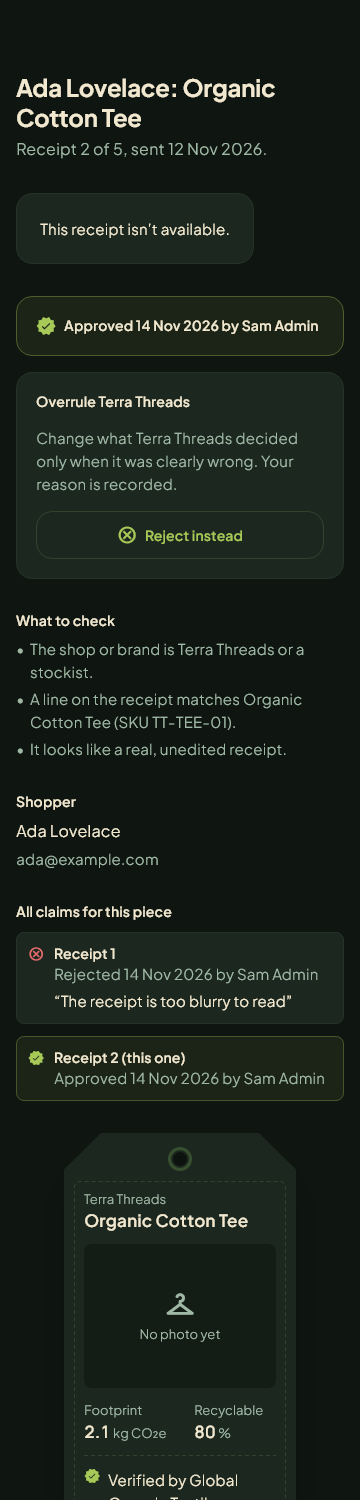 Ada Lovelace: Organic
Cotton Tee
Receipt 2 of 5, sent 12 Nov 2026.
This receipt isn't available.
Approved 14 Nov 2026 by Sam Admin
Overrule Terra Threads
Change what Terra Threads decided
only when it was clearly wrong. Your
reason is recorded.
Reject instead
What to check
• The shop or brand is Terra Threads or a
stockist.
• A line on the receipt matches Organic
Cotton Tee (SKU TT-TEE-01).
• It looks like a real, unedited receipt.
Shopper
Ada Lovelace
ada@example.com
All claims for this piece
Receipt 1
Rejected 14 Nov 2026 by Sam Admin
“The receipt is too blurry to read”
Receipt 2 (this one)
Approved 14 Nov 2026 by Sam Admin
Terra Threads
Organic Cotton Tee
No photo yet
Footprint Recyclable
2.1 kg CO₂e 80 %
Verified by Global